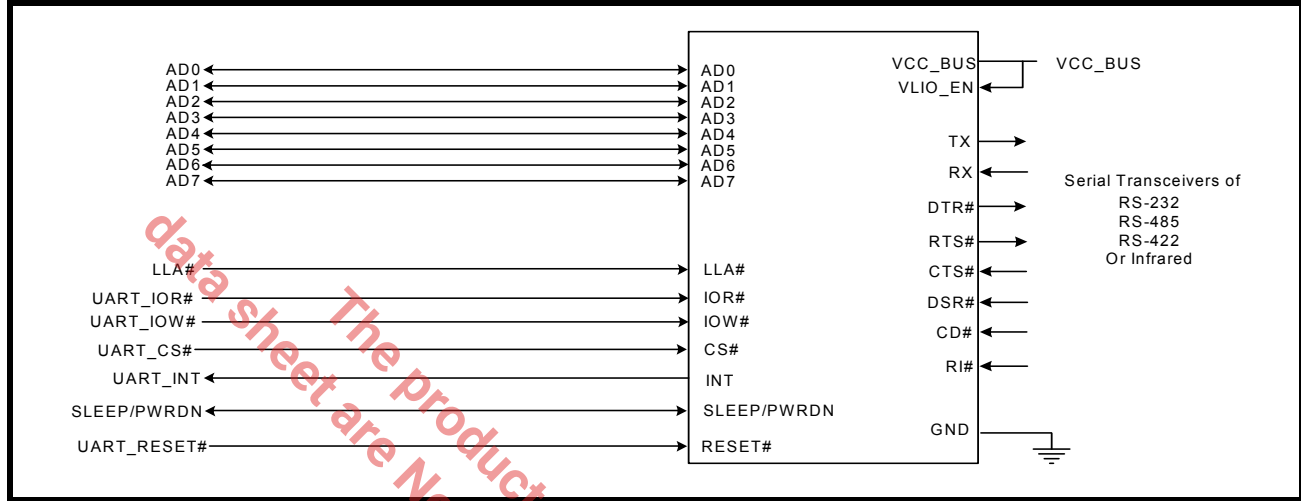 AD0
AD1
AD2
AD3
AD4
AD5
AD6
AD7
LLA#
UART_IOR#
UART_IOW#
UART_CS#
UART_INT
SLEEP/PWRDN
UART_RESET#
AD0
AD1
AD2
AD3
AD4
AD5
AD6
AD7
LLA#
IOR#
IOW#
CS#
INT
SLEEP/PWRDN
RESET#
VCC_BUS
VLIO_EN
TX
RX
DTR#
RTS#
CTS#
DSR#
CD#
RI#
GND
VCC_BUS
Serial Transceivers of
RS-232
RS-485
RS-422
Or Infrared
The product
data sheet are